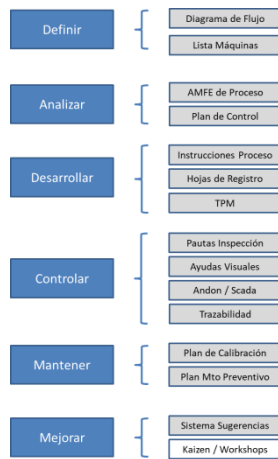 Definir
Diagrama de Flujo
Lista Máquinas
Analizar
AMFE de Proceso
Plan de Control
Desarrollar
Instrucciones Proceso
Hojas de Registro
TPM
Controlar
Pautas Inspección
Ayudas Visuales
Andon / Scada
Trazabilidad
Mantener
Plan de Calibración
Plan Mto Preventivo
Mejorar
Sistema Sugerencias
Kaizen / Workshops